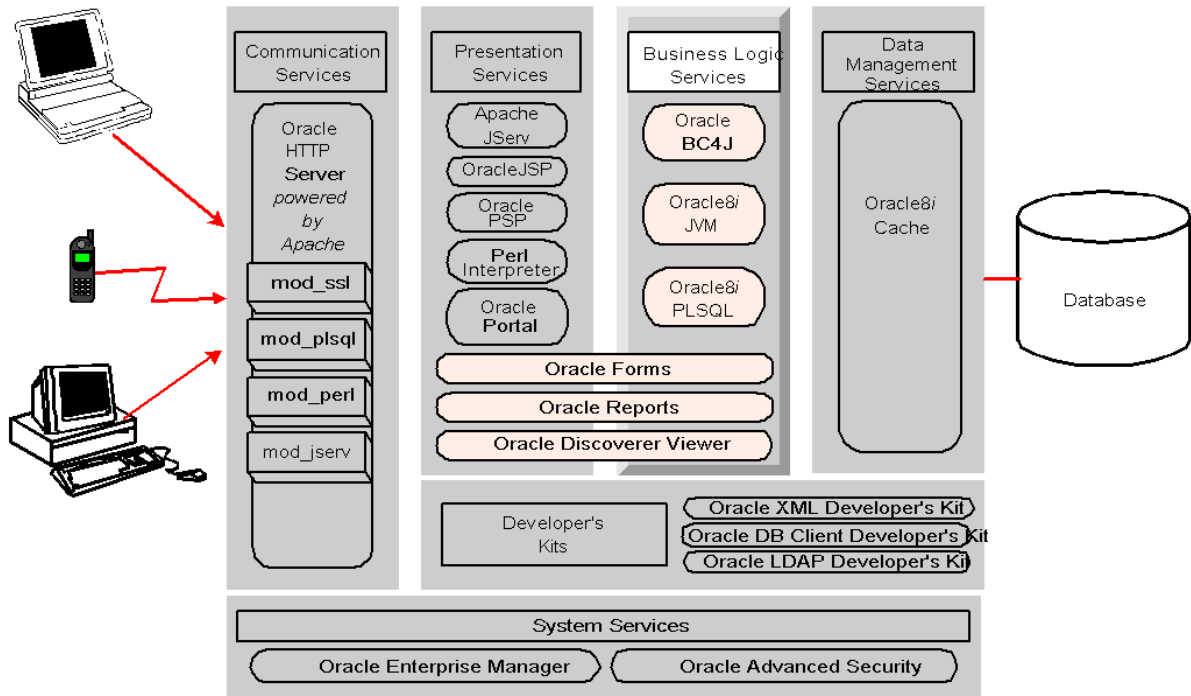 Communication
Services
Oracle
HTTP
Server
powered
by
Apache
mod_ssl
mod_plsql
mod_perl
mod_jserv
Presentation
Services
Apache
JServ
OracleJSP
Oracle
PSP
Perl
Interpreter
Oracle
Portal
Business Logic
Services
Oracle
BC4J
Oracle8i
JVM
Oracle8i
PLSQL
Oracle Forms
Oracle Reports
Oracle Discoverer Viewer
Data
Management
Services
Oracle8i
Cache
Database
Developer's
Kits
Oracle XML Developer's Kit
Oracle DB Client Developer's Kit
Oracle LDAP Developer's Kit
System Services
Oracle Enterprise Manager
Oracle Advanced Security